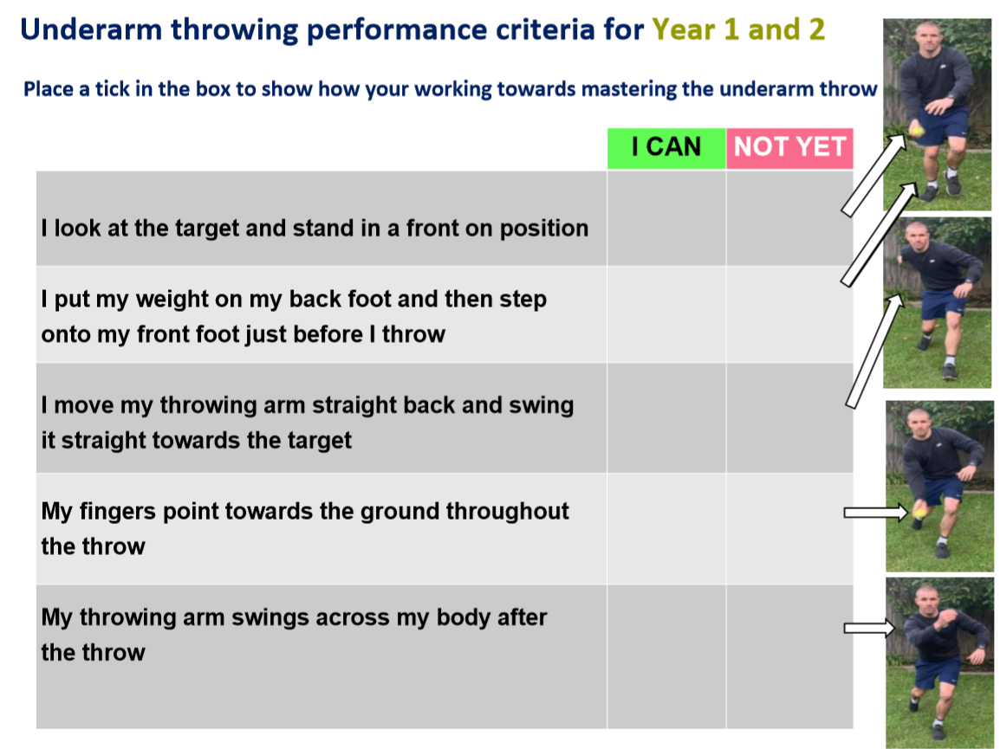 Underarm throwing performance criteria for Year 1 and 2
Place a tick in the box to show how your working towards mastering the underarm throw
I CAN NOT YET
I look at the target and stand in a front on position
I put my weight on my back foot and then step
onto my front foot just before I throw
I move my throwing arm straight back and swing
it straight towards the target
My fingers point towards the ground throughout
the throw
My throwing arm swings across my body after
the throw